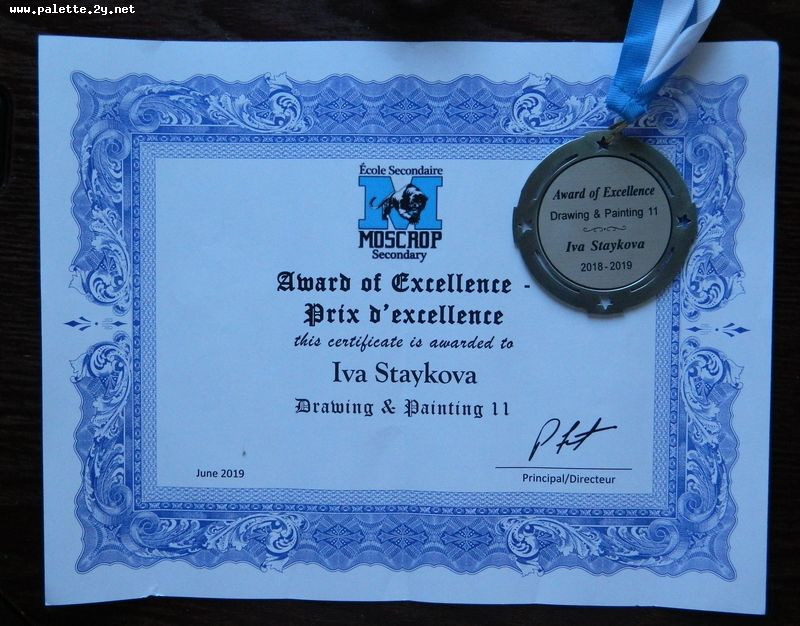 www.palette.2y.net
École Secondaire
M
MOSCROP
Secondary
Award of Excellence -
Prix d'excellence
this certificate is awarded to
Iva Staykova
Drawing & Painting 11
June 2019
Principal/Directeur
Award of Excellence
Drawing & Painting 11
Iva Staykova
2018-2019